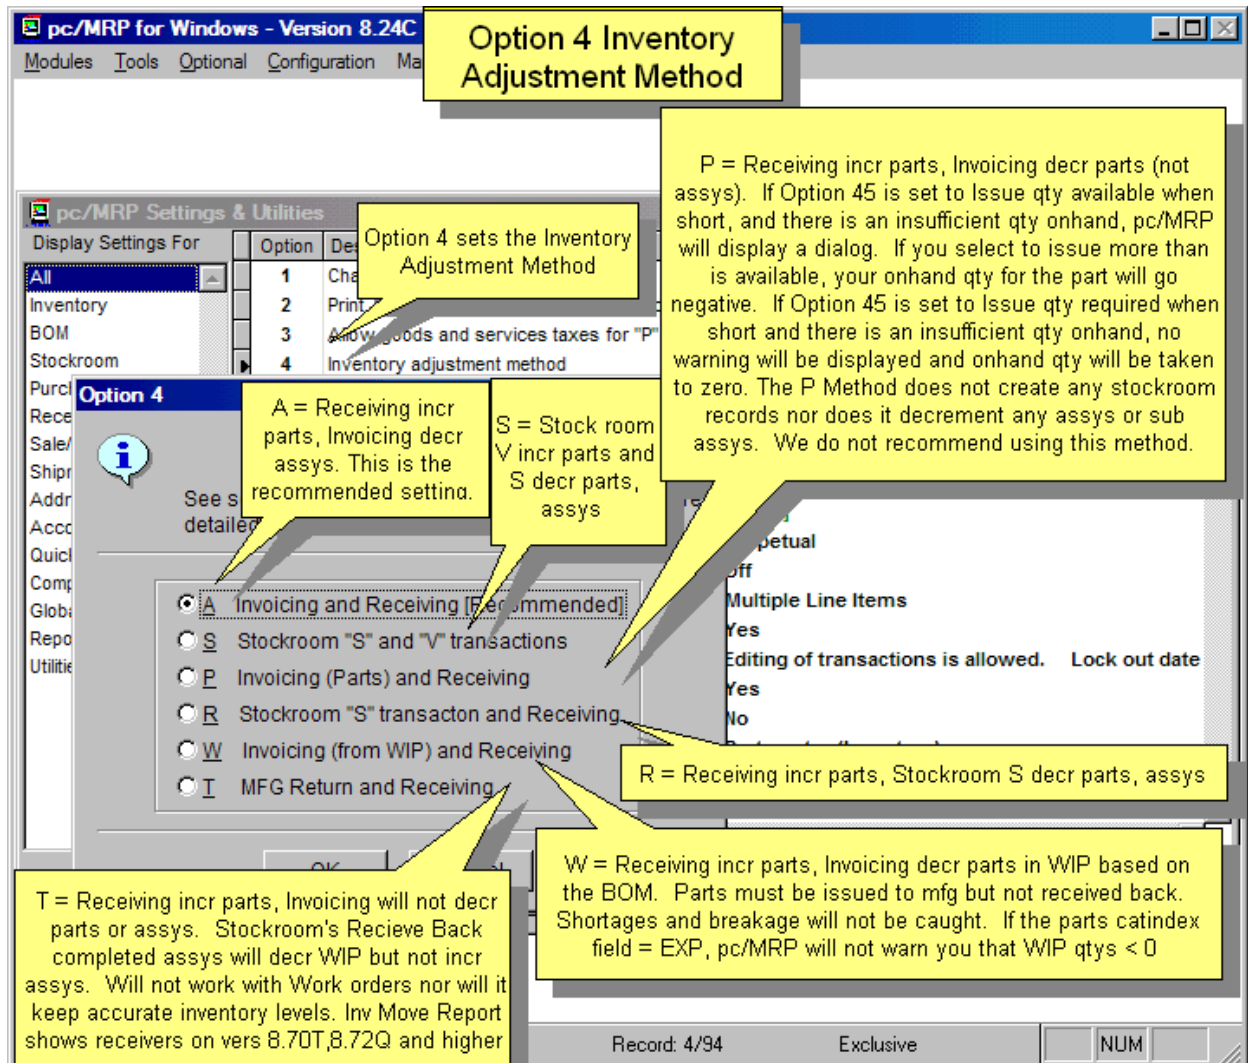 pc/MRP for Windows - Version 8.24C
Option 4 Inventory
Adjustment Method
Modules Tools Optional Configuration
P = Receiving incr parts, Invoicing decr parts (not
assys). If Option 45 is set to Issue qty available when
short, and there is an insufficient qty onhand, pc/MRP
will display a dialog. If you select to issue more than
is available, your onhand qty for the part will go
negative. If Option 45 is set to Issue qty required when
short and there is an insufficient qty onhand, no
warning will be displayed and onhand qty will be taken
to zero. The P Method does not create any stockroom
records nor does it decrement any assys or sub
assys. We do not recommend using this method.
pc/MRP Settings & Utilities
Display Settings For
Option
Option 4 sets the Inventory
Adjustment Method
All
Inventory
BOM
Stockroom
1
2 Print
3 Allow goods and services taxes for "P"
4 Inventory adjustment method
Option 4
A = Receiving incr
parts, Invoicing decr
assys. This is the
recommended setting.
S = Stock room
V incr parts and
S decr parts,
assys
See
A Invoicing and Receiving [Recommended]
S Stockroom "S" and "V" transactions
P Invoicing (Parts) and Receiving
R Stockroom "S" transacton and Receiving
W Invoicing (from WIP) and Receiving
T MFG Return and Receiving
Off
Multiple Line Items
Yes
Editing of transactions is allowed. Lock out date
Yes
No
R = Receiving incr parts, Stockroom S decr parts, assys
W = Receiving incr parts, Invoicing decr parts in WIP based on
the BOM. Parts must be issued to mfg but not received back.
Shortages and breakage will not be caught. If the parts catindex
field = EXP, pc/MRP will not warn you that WIP qtys < 0
T = Receiving incr parts, Invoicing will not decr
parts or assys. Stockroom's Recieve Back
completed assys will decr WIP but not incr
assys. Will not work with Work orders nor will it
keep accurate inventory levels. Inv Move Report
shows receivers on vers 8.70T,8.72Q and higher
Record: 4/94 Exclusive NUM